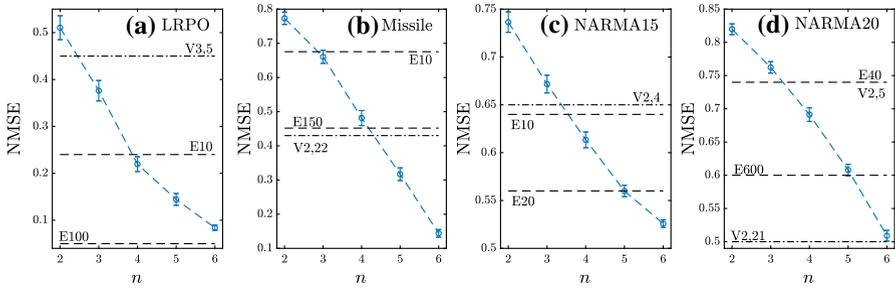 (a) LRPO
NMSE
0.5
0.4
0.3
0.2
0.1
V3,5
E10
E100
2 3 4 5 6
n
(b) Missile
NMSE
0.8
0.7
0.6
0.5
0.4
0.3
0.2
0.1
E10
E150
V2,22
2 3 4 5 6
n
(c) NARMA15
NMSE
0.75
0.7
0.65
0.6
0.55
0.5
V2,4
E10
E20
2 3 4 5 6
n
(d) NARMA20
NMSE
0.85
0.8
0.75
0.7
0.65
0.6
0.55
0.5
E40
V2,5
E600
V2,21
2 3 4 5 6
n